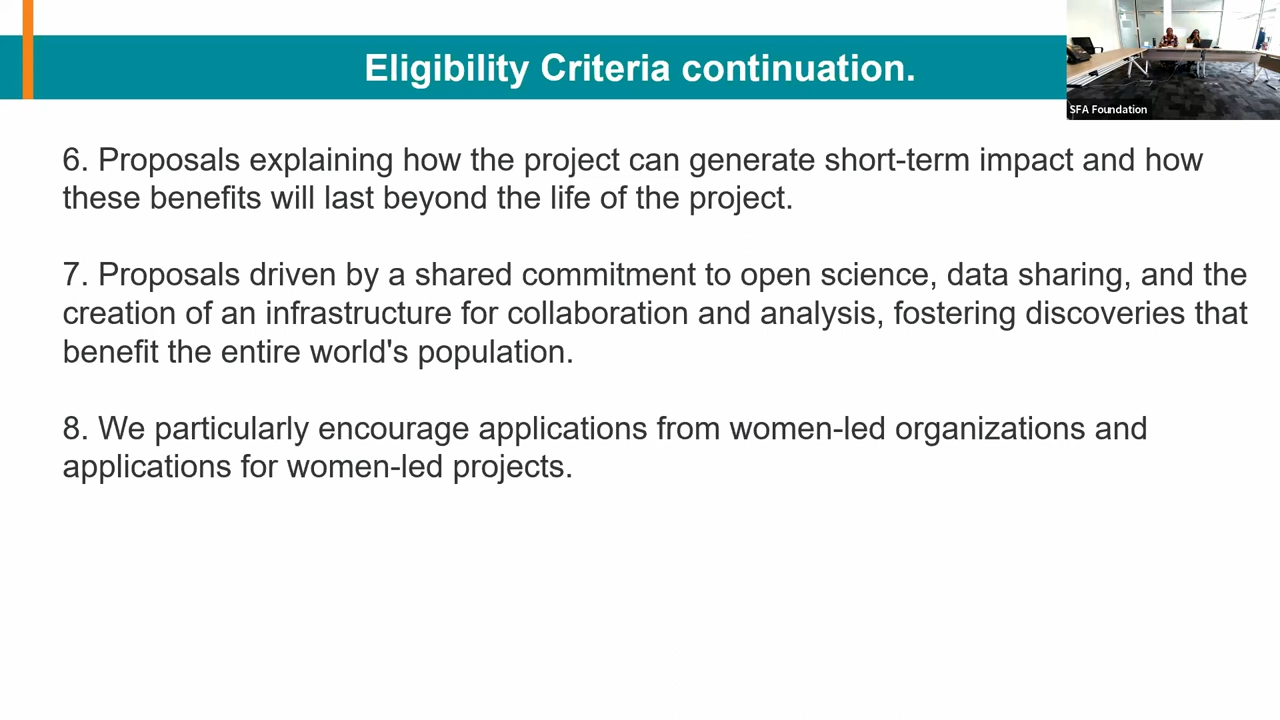 Eligibility Criteria continuation.
SFA Foundation
6. Proposals explaining how the project can generate short-term impact and how
these benefits will last beyond the life of the project.
7. Proposals driven by a shared commitment to open science, data sharing, and the
creation of an infrastructure for collaboration and analysis, fostering discoveries that
benefit the entire world's population.
8. We particularly encourage applications from women-led organizations and
applications for women-led projects.